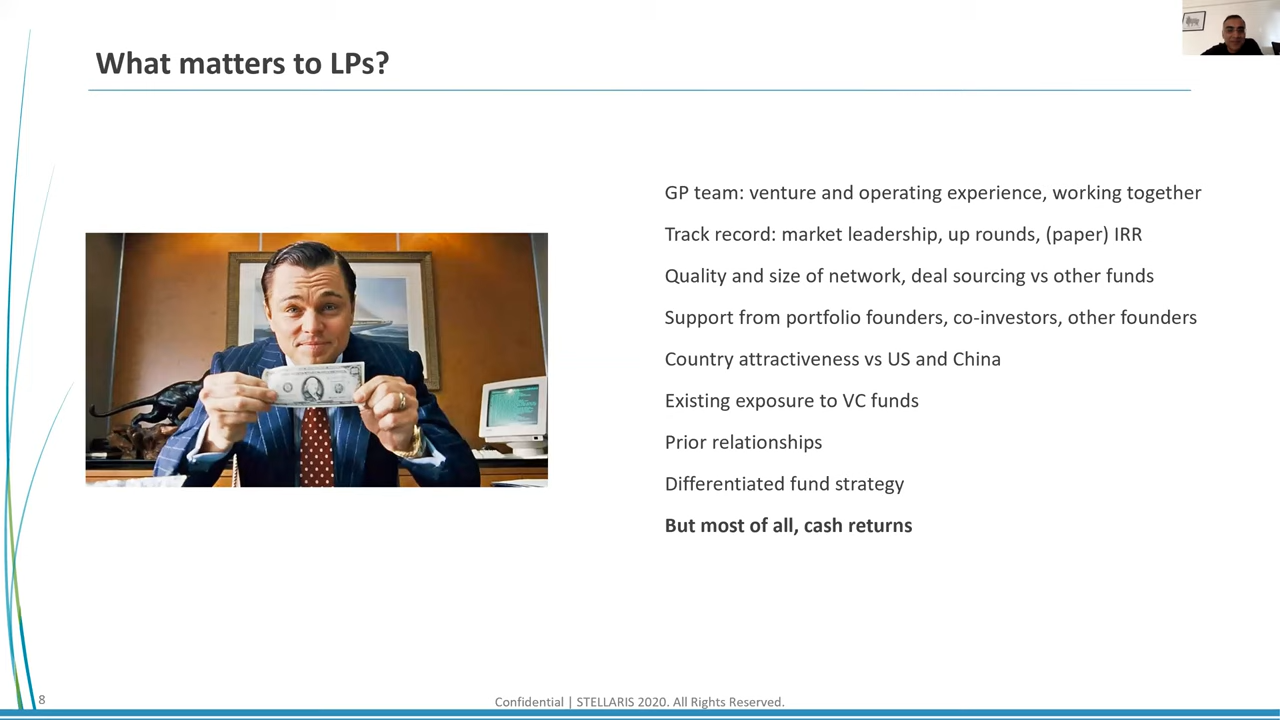 What matters to LPs?
GP team: venture and operating experience, working together
Track record: market leadership, up rounds, (paper) IRR
Quality and size of network, deal sourcing vs other funds
Support from portfolio founders, co-investors, other founders
Country attractiveness vs US and China
Existing exposure to VC funds
Prior relationships
Differentiated fund strategy
But most of all, cash returns
8
Confidential | STELLARIS 2020. All Rights Reserved.